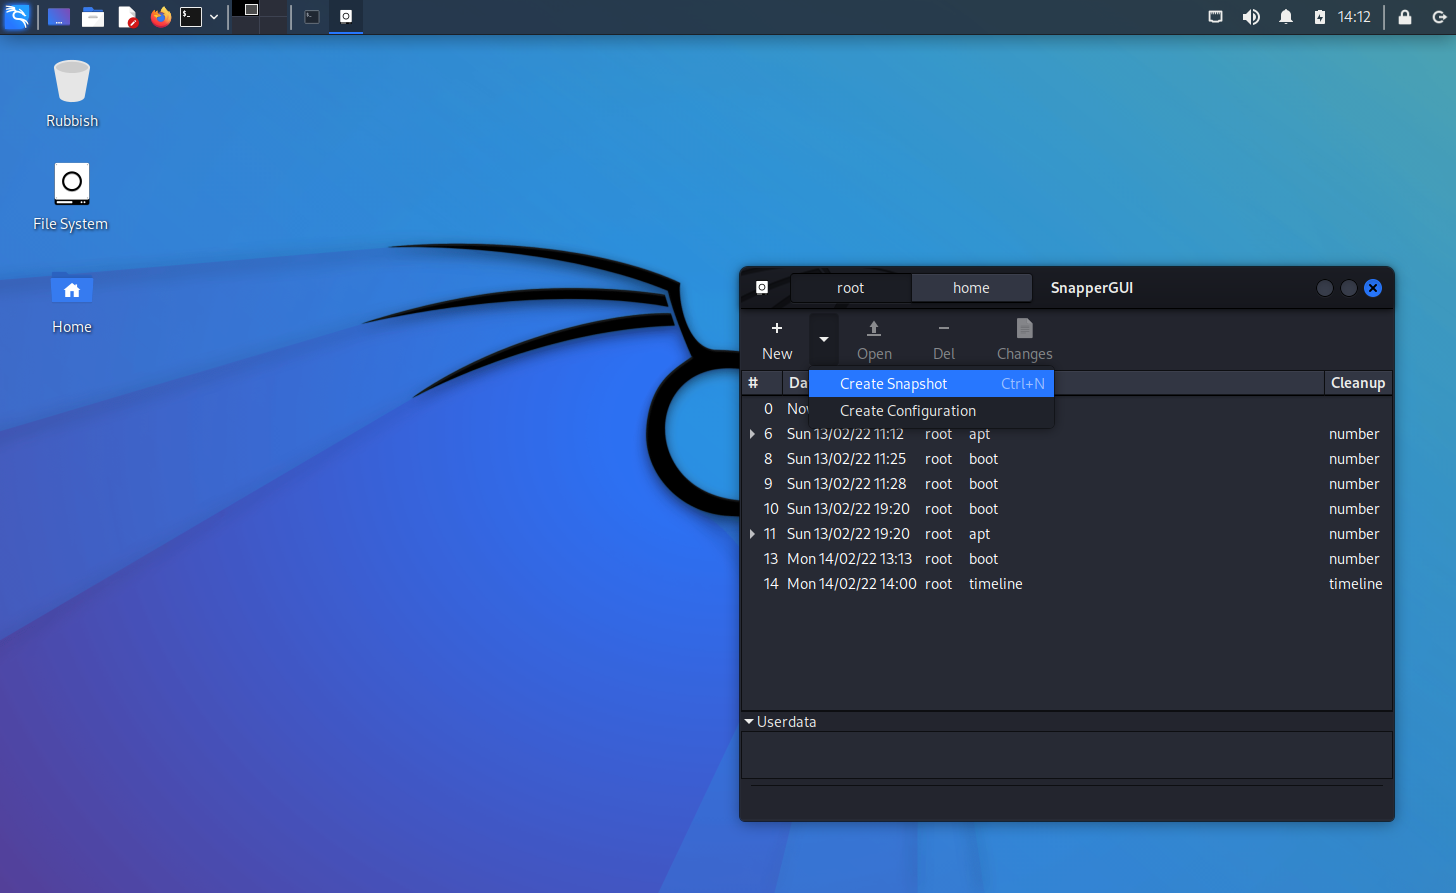 14:12
Rubbish
File System
Home
root home SnapperGUI
New Open Del Changes
# Da Cleanup
Create Snapshot Ctrl+N
Create Configuration
0
6 Sun 13/02/22 11:12 root apt number
8 Sun 13/02/22 11:25 root boot number
9 Sun 13/02/22 11:28 root boot number
10 Sun 13/02/22 19:20 root boot number
11 Sun 13/02/22 19:20 root apt number
13 Mon 14/02/22 13:13 root boot number
14 Mon 14/02/22 14:00 root timeline timeline
Userdata